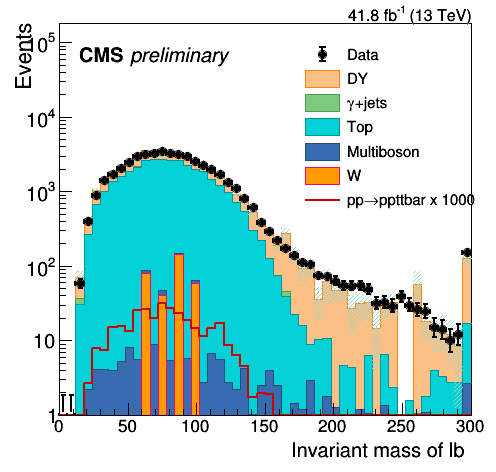 41.8 fb⁻¹ (13 TeV)
Events
CMS preliminary
Data
DY
γ+jets
Top
Multiboson
W
pp→ppttbar x 1000
10⁵
10⁴
10³
10²
10
1
0 50 100 150 200 250 300
Invariant mass of lb